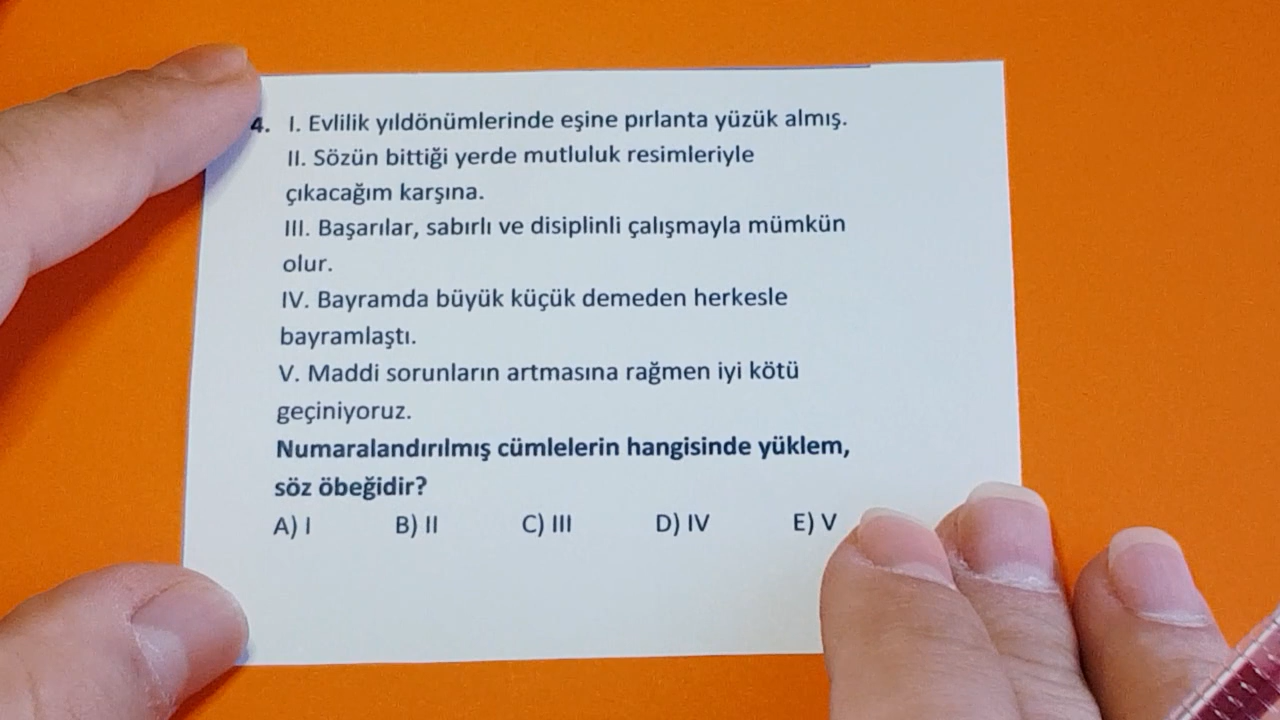 4. I. Evlilik yıldönümlerinde eşine pırlanta yüzük almış.
II. Sözün bittiği yerde mutluluk resimleriyle
çıkacağım karşına.
III. Başarılar, sabırlı ve disiplinli çalışmayla mümkün
olur.
IV. Bayramda büyük küçük demeden herkesle
bayramlaştı.
V. Maddi sorunların artmasına rağmen iyi kötü
geçiniyoruz.
Numaralandırılmış cümlelerin hangisinde yüklem,
söz öbeğidir?
A) I B) II C) III D) IV E) V